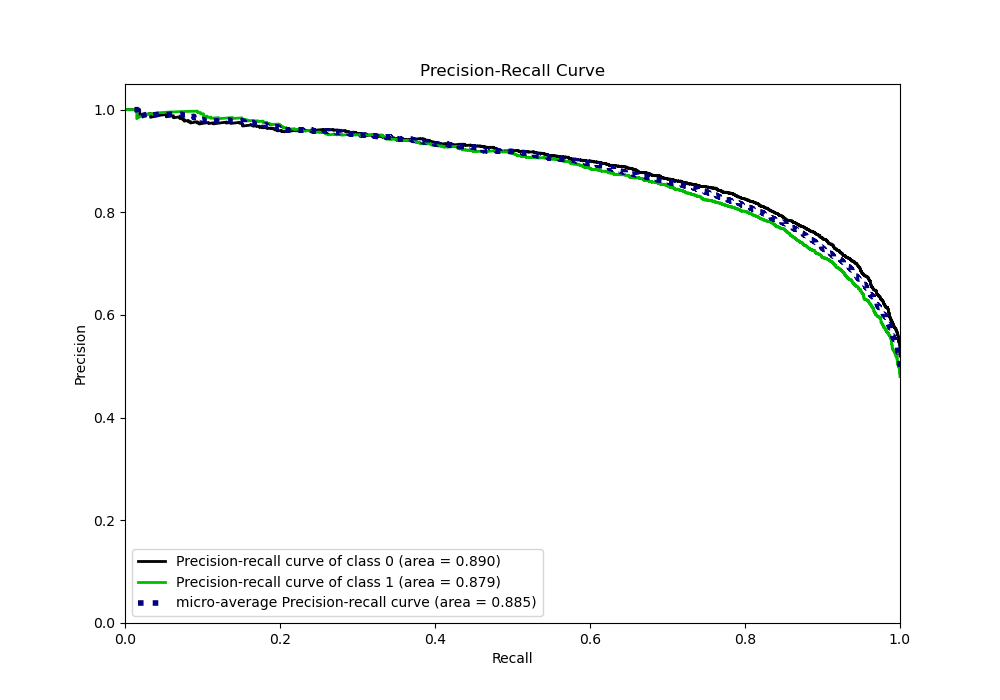 Precision-Recall Curve
1.0
0.8
0.6
0.4
0.2
0.0
Precision
Precision-recall curve of class 0 (area = 0.890)
Precision-recall curve of class 1 (area = 0.879)
micro-average Precision-recall curve (area = 0.885)
0.0 0.2 0.4 0.6 0.8 1.0
Recall